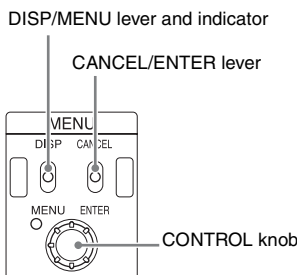 DISP/MENU lever and indicator
CANCEL/ENTER lever
MENU
DISP CANCEL
MENU ENTER
CONTROL knob